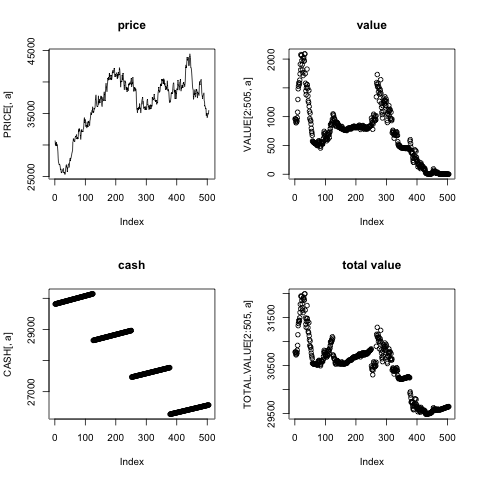 price
PRICE[, a]
45000
35000
25000
0 100 200 300 400 500
Index
value
VALUE[2:505, a]
2000
1000
500
0
0 100 200 300 400 500
Index
cash
CASH[, a]
29000
27000
0 100 200 300 400 500
Index
total value
TOTAL.VALUE[2:505, a]
31500
30500
29500
0 100 200 300 400 500
Index